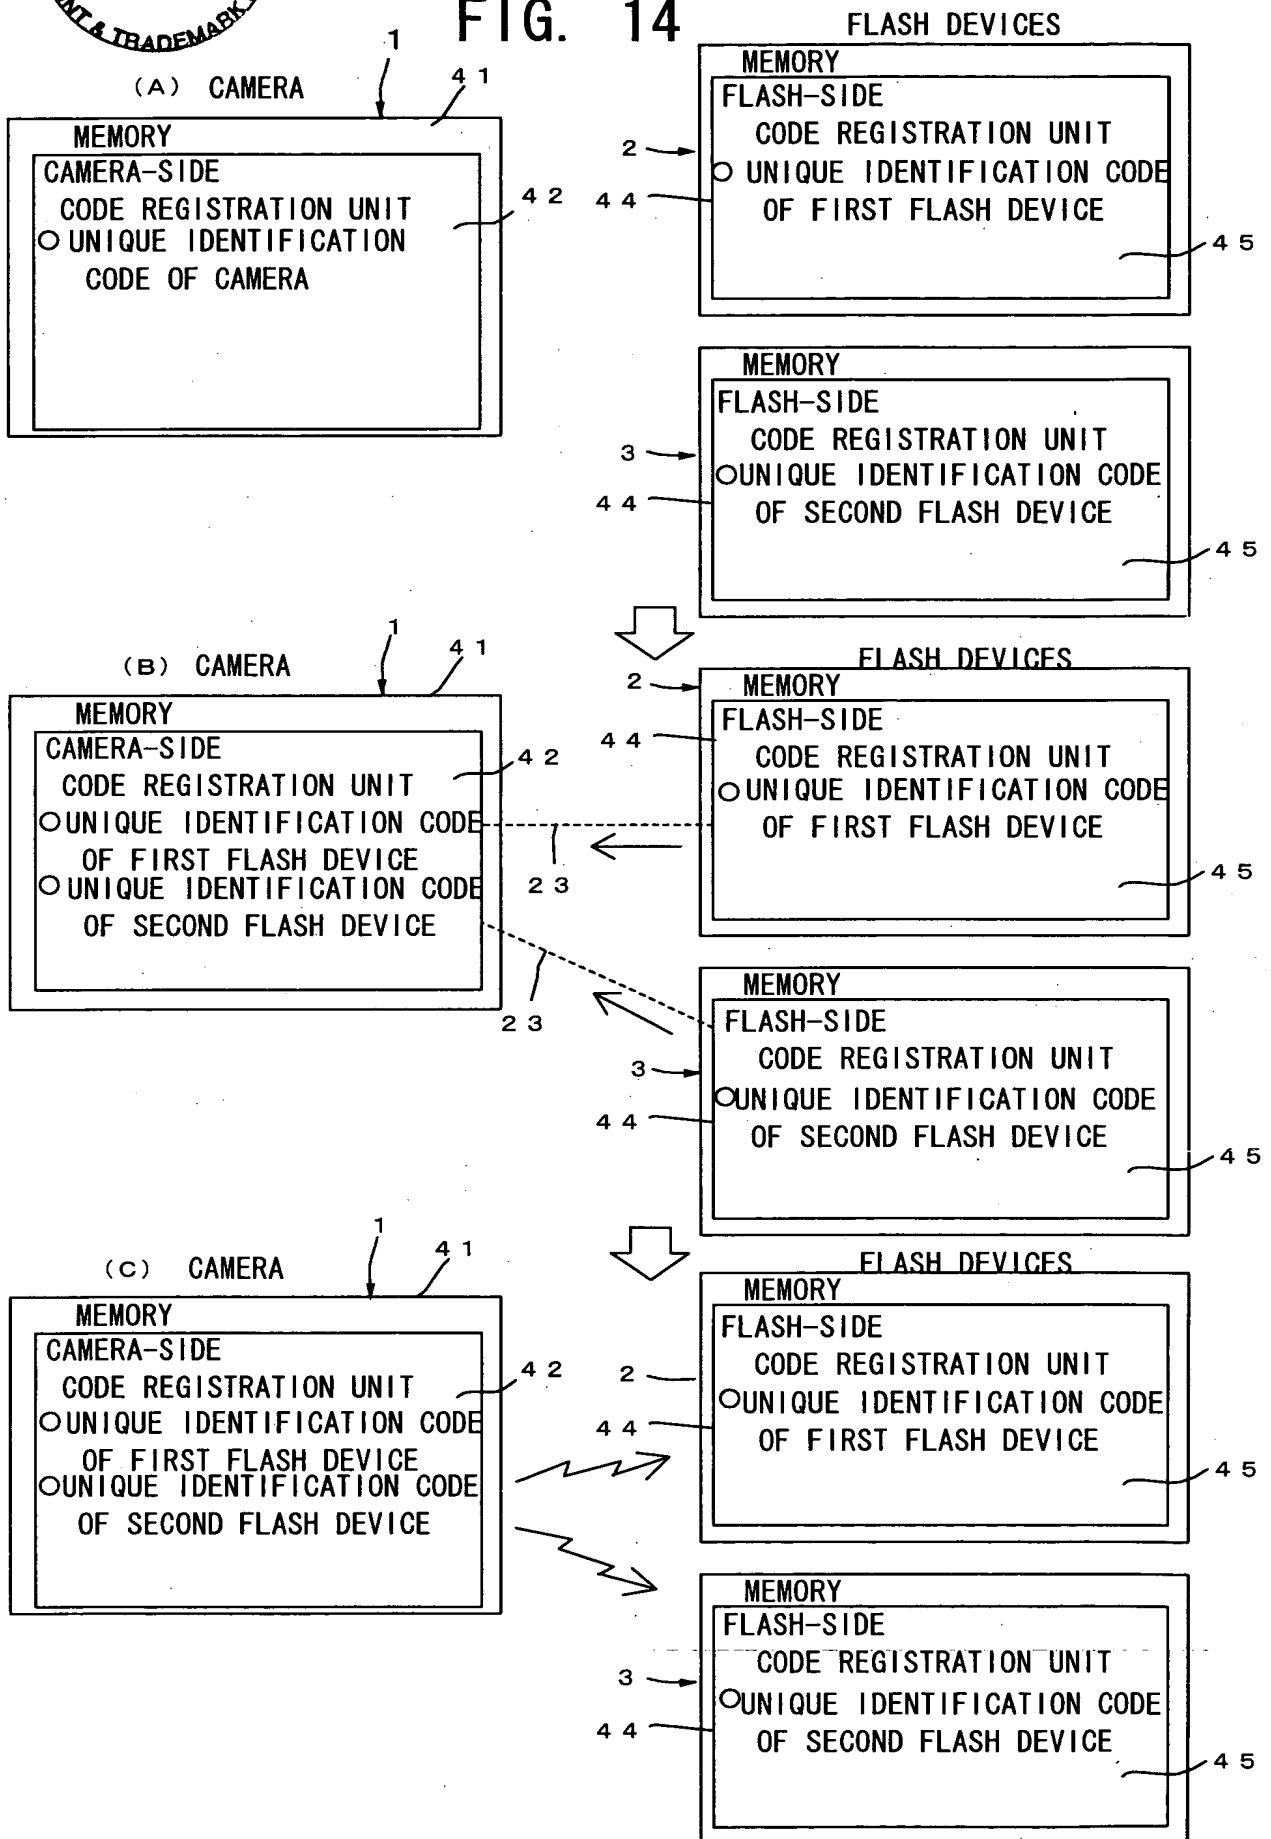 NT & TRADEMARK
FIG. 14
(A) CAMERA
1
41
MEMORY
CAMERA-SIDE
CODE REGISTRATION UNIT
○ UNIQUE IDENTIFICATION
CODE OF CAMERA
42
FLASH DEVICES
MEMORY
FLASH-SIDE
CODE REGISTRATION UNIT
○ UNIQUE IDENTIFICATION CODE
OF FIRST FLASH DEVICE
2
44
45
MEMORY
FLASH-SIDE
CODE REGISTRATION UNIT
○UNIQUE IDENTIFICATION CODE
OF SECOND FLASH DEVICE
3
44
45
(B) CAMERA
1
41
MEMORY
CAMERA-SIDE
CODE REGISTRATION UNIT
○UNIQUE IDENTIFICATION CODE
OF FIRST FLASH DEVICE
○UNIQUE IDENTIFICATION CODE
OF SECOND FLASH DEVICE
42
23
23
FLASH DEVICES
MEMORY
FLASH-SIDE
CODE REGISTRATION UNIT
○UNIQUE IDENTIFICATION CODE
OF FIRST FLASH DEVICE
2
44
45
MEMORY
FLASH-SIDE
CODE REGISTRATION UNIT
○UNIQUE IDENTIFICATION CODE
OF SECOND FLASH DEVICE
3
44
45
(C) CAMERA
1
41
MEMORY
CAMERA-SIDE
CODE REGISTRATION UNIT
○UNIQUE IDENTIFICATION CODE
OF FIRST FLASH DEVICE
○UNIQUE IDENTIFICATION CODE
OF SECOND FLASH DEVICE
42
FLASH DEVICES
MEMORY
FLASH-SIDE
CODE REGISTRATION UNIT
○UNIQUE IDENTIFICATION CODE
OF FIRST FLASH DEVICE
2
44
45
MEMORY
FLASH-SIDE
CODE REGISTRATION UNIT
○UNIQUE IDENTIFICATION CODE
OF SECOND FLASH DEVICE
3
44
45